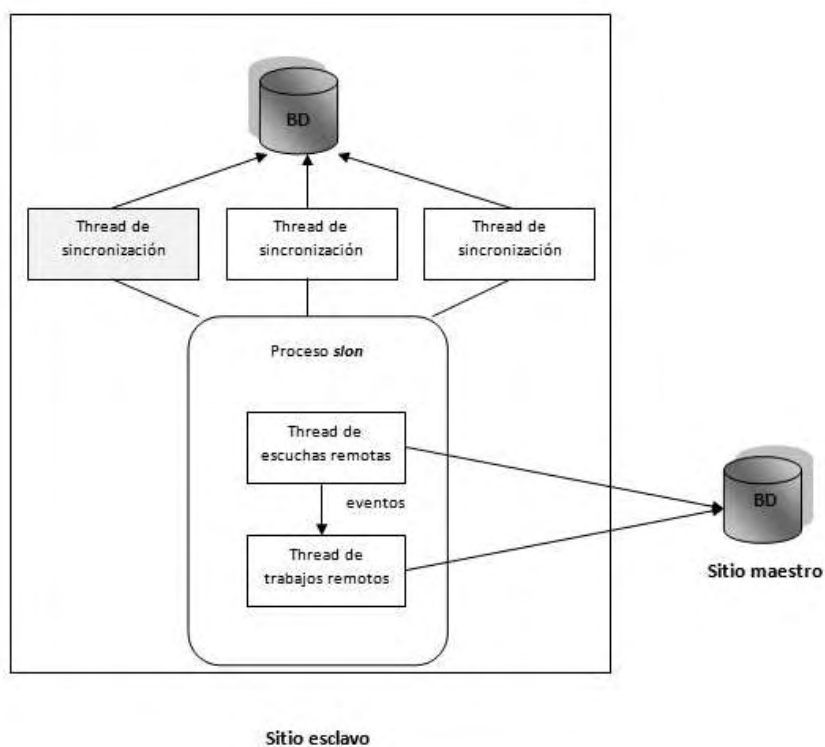 BD
Thread de
sincronización
Thread de
sincronización
Thread de
sincronización
Proceso slon
Thread de
escuchas remotas
eventos
Thread de
trabajos remotos
BD
Sitio maestro
Sitio esclavo